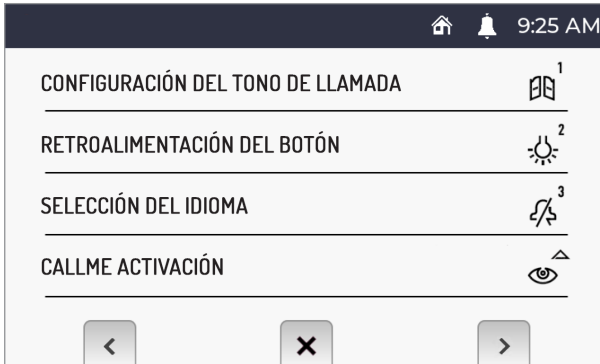 9:25 AM
CONFIGURACIÓN DEL TONO DE LLAMADA 1
RETROALIMENTACIÓN DEL BOTÓN 2
SELECCIÓN DEL IDIOMA 3
CALLME ACTIVACIÓN